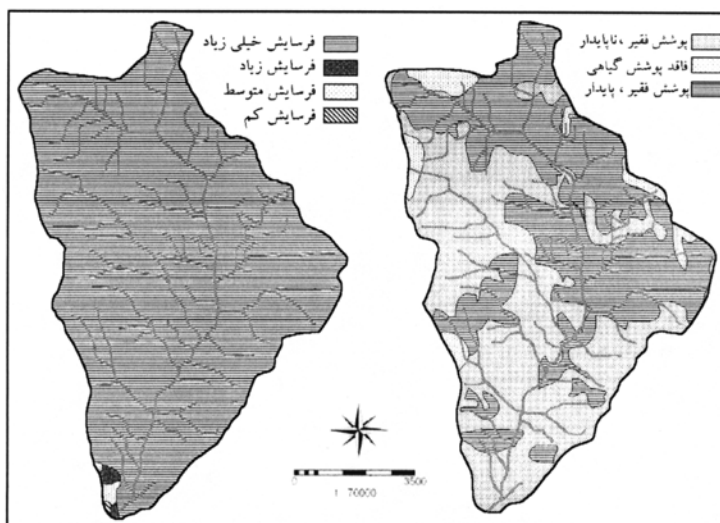 پوشش فقیر ، ناپایدار
فاقد پوشش گیاهی
پوشش فقیر ، پایدار
فرسایش خیلی زیاد
فرسایش زیاد
فرسایش متوسط
فرسایش کم
0 3500
1 70000